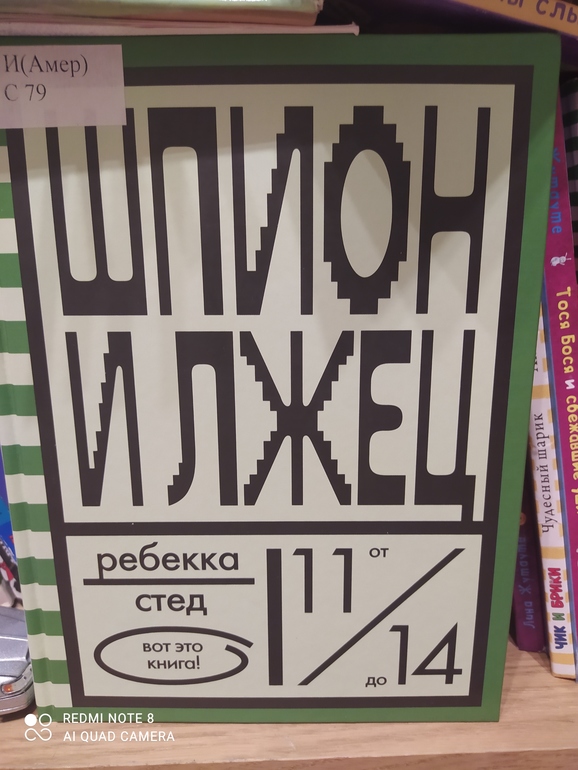 И(Амер)
С 79
ШПИОН
И ЛЖЕЦ
ребекка
стед
вот это
книга!
от
11
до
14
Тося Бося и
Чудесный шарик
ЧИК И БРИКИ
REDMI NOTE 8
AI QUAD CAMERA